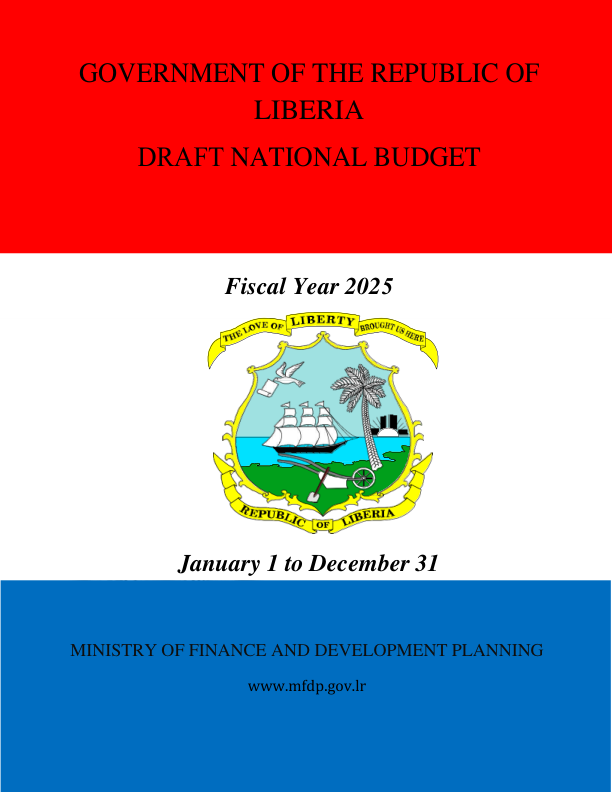 GOVERNMENT OF THE REPUBLIC OF
LIBERIA
DRAFT NATIONAL BUDGET
Fiscal Year 2025
THE LOVE OF LIBERTY BROUGHT US HERE
REPUBLIC OF LIBERIA
January 1 to December 31
MINISTRY OF FINANCE AND DEVELOPMENT PLANNING
www.mfdp.gov.lr